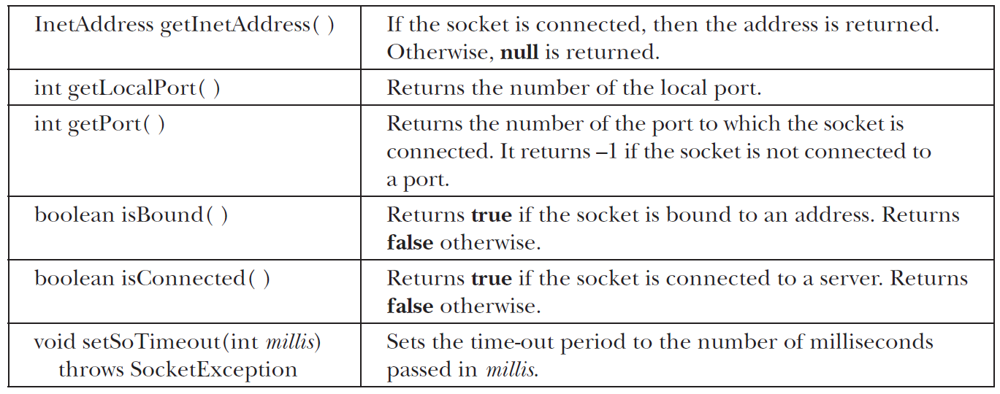 InetAddress getInetAddress( )
If the socket is connected, then the address is returned.
Otherwise, null is returned.
int getLocalPort( )
Returns the number of the local port.
int getPort( )
Returns the number of the port to which the socket is
connected. It returns –1 if the socket is not connected to
a port.
boolean isBound( )
Returns true if the socket is bound to an address. Returns
false otherwise.
boolean isConnected( )
Returns true if the socket is connected to a server. Returns
false otherwise.
void setSoTimeout(int millis)
throws SocketException
Sets the time-out period to the number of milliseconds
passed in millis.